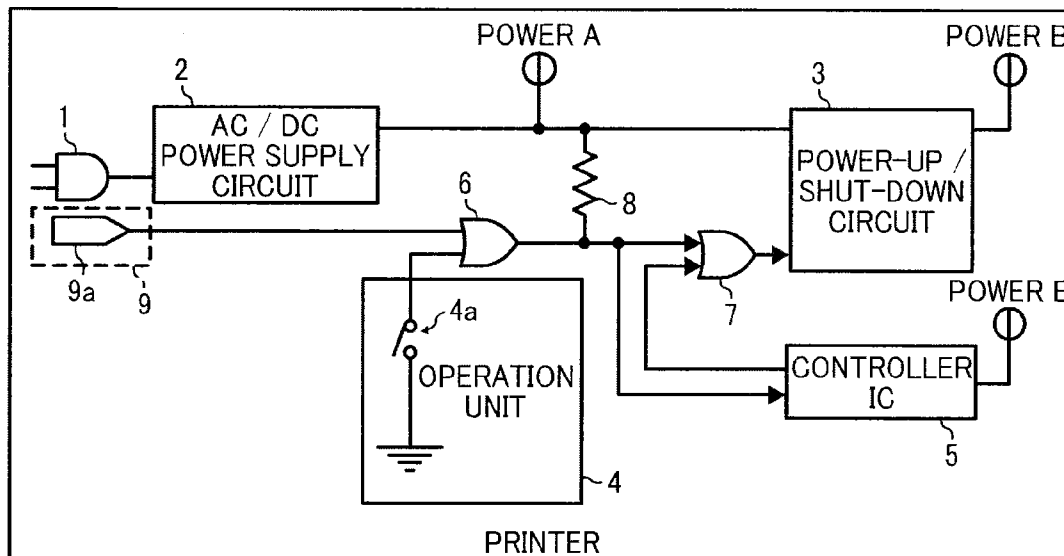 POWER A
POWER B
1
2
AC / DC
POWER SUPPLY
CIRCUIT
3
POWER-UP /
SHUT-DOWN
CIRCUIT
6
8
9a
9
7
4a
OPERATION
UNIT
4
POWER E
CONTROLLER
IC
5
PRINTER